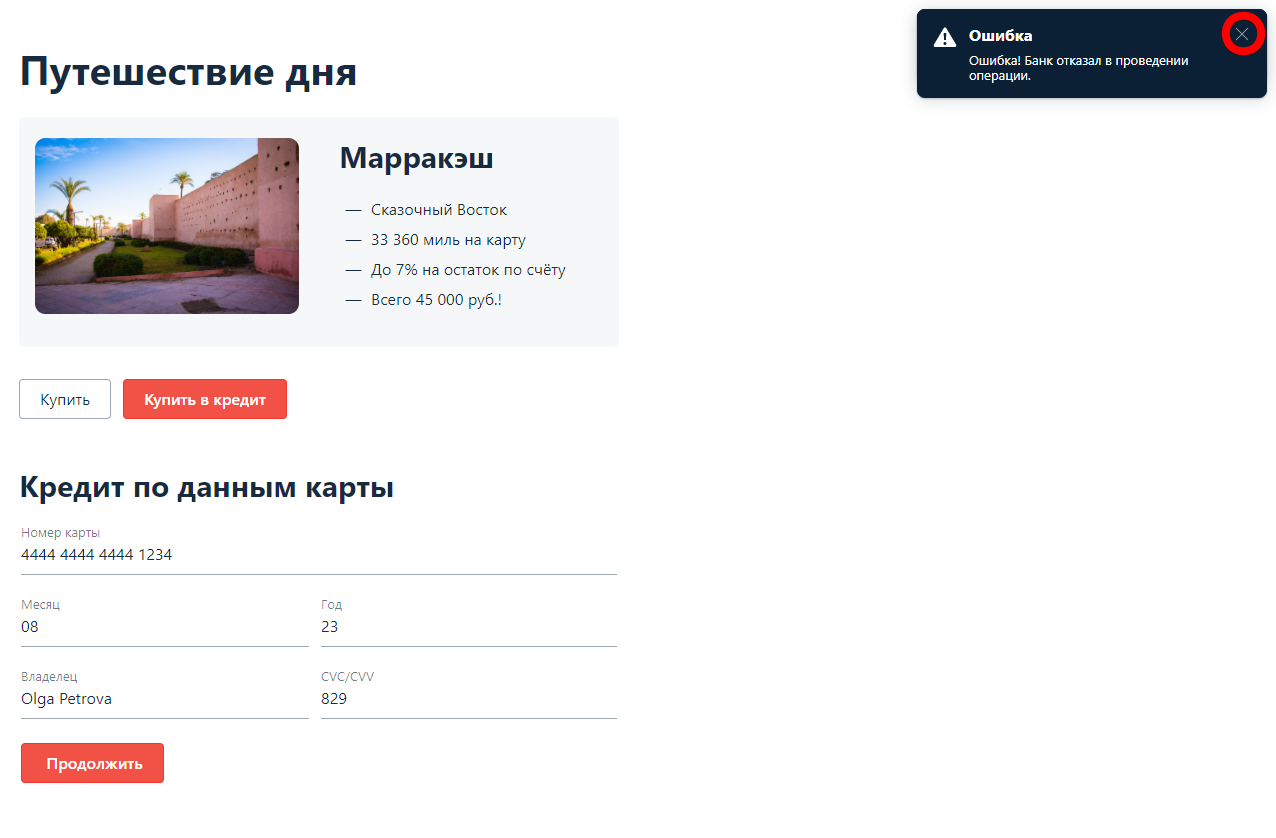 Путешествие дня
Ошибка
Ошибка! Банк отказал в проведении
операции.
Марракэш
— Сказочный Восток
— 33 360 миль на карту
— До 7% на остаток по счёту
— Всего 45 000 руб.!
Купить
Купить в кредит
Кредит по данным карты
Номер карты
4444 4444 4444 1234
Месяц
Год
08
23
Владелец
CVC/CVV
Olga Petrova
829
Продолжить